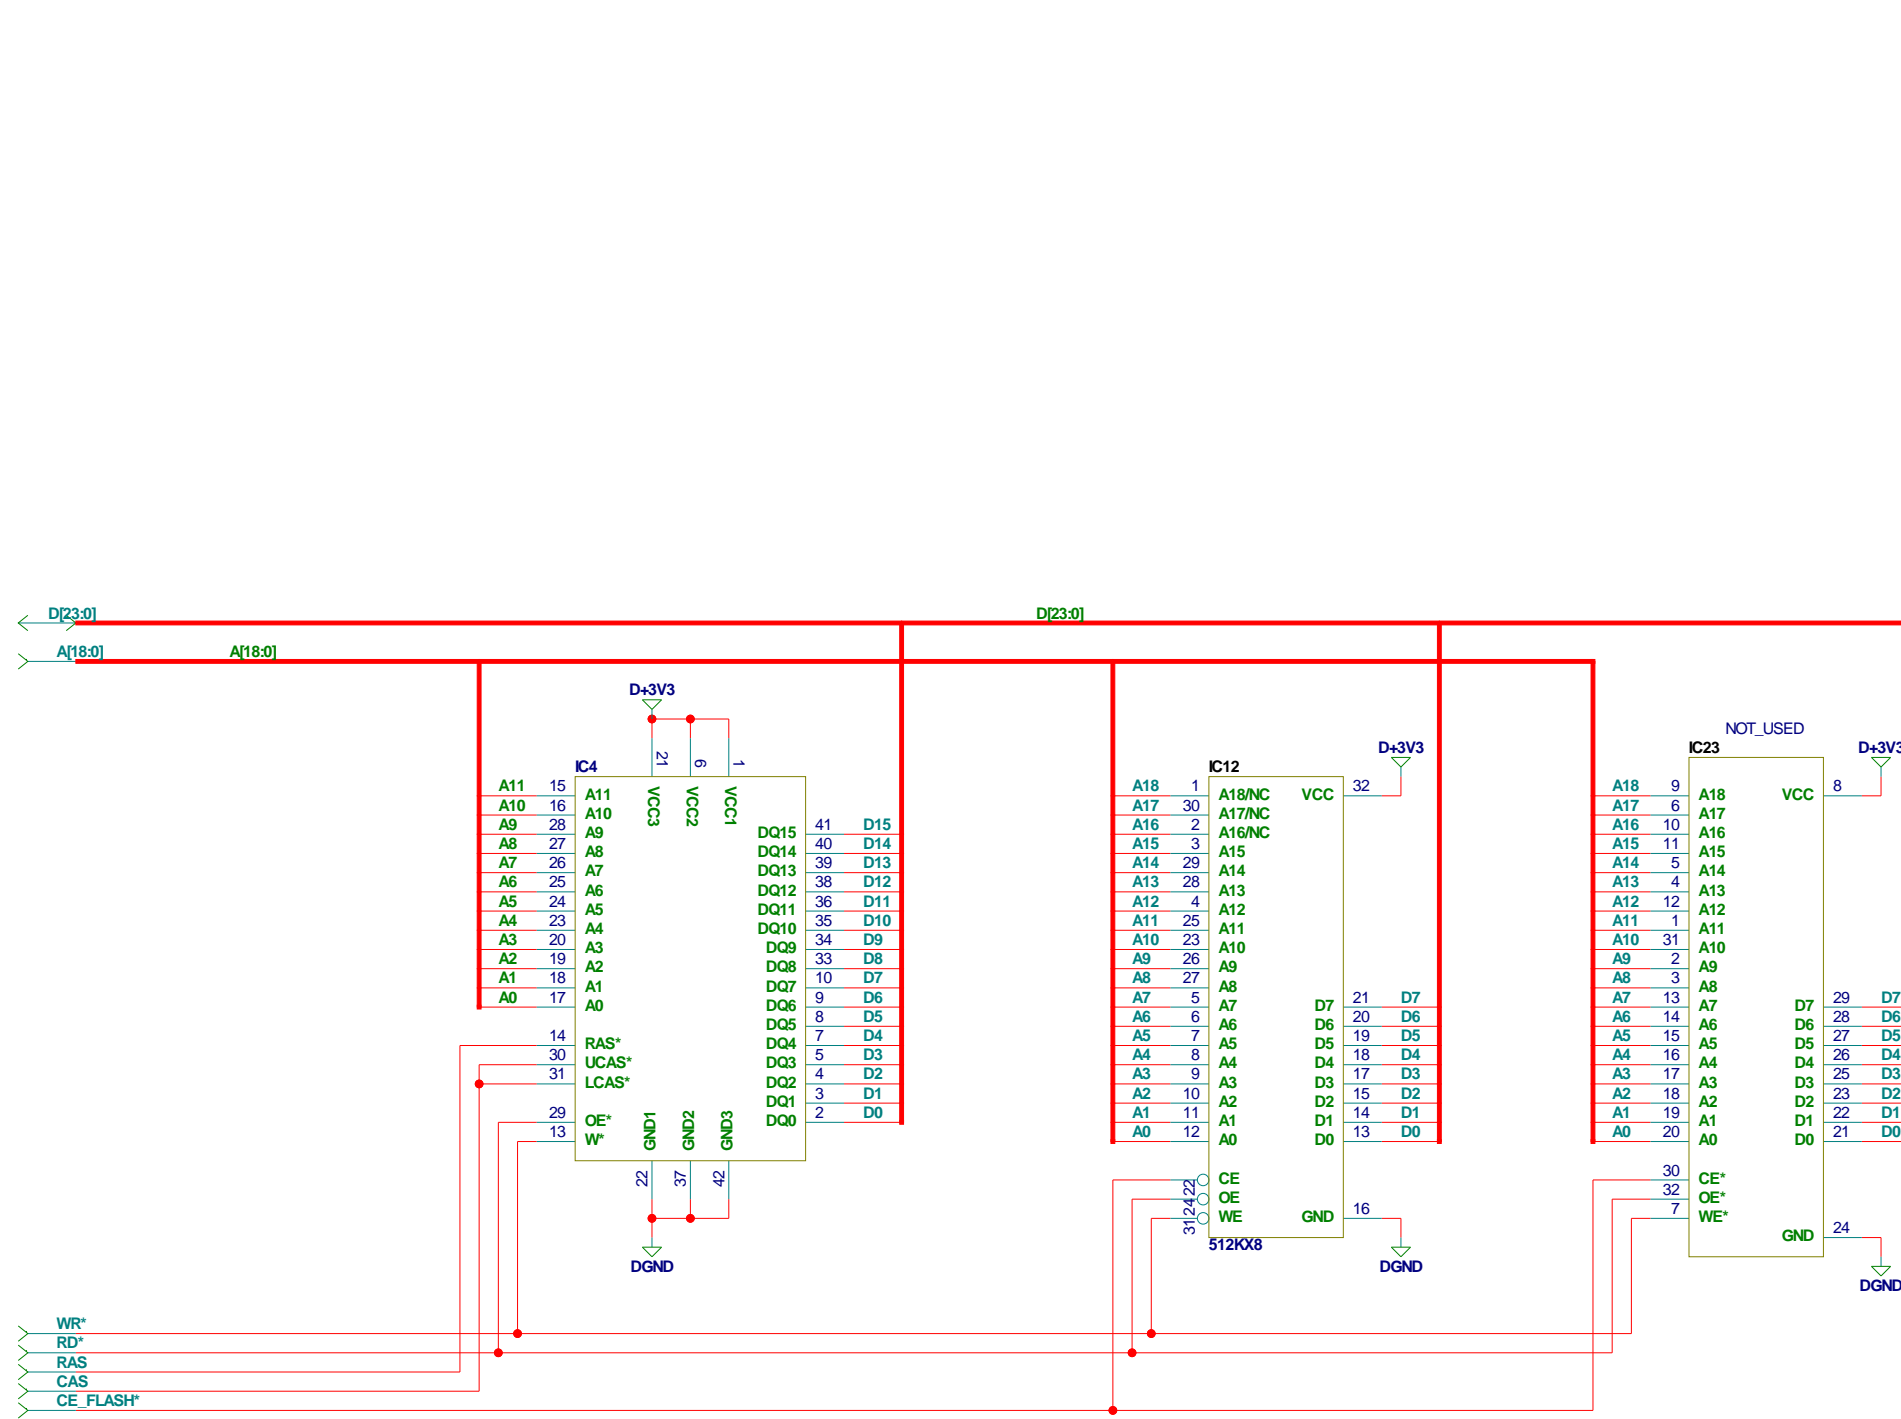 D[23:0]
D[23:0]
A[18:0]
A[18:0]
D+3V3
21
6
1
IC4
VCC3
VCC2
VCC1
A11 15 A11
A10 16 A10
A9 28 A9
A8 27 A8
A7 26 A7
A6 25 A6
A5 24 A5
A4 23 A4
A3 20 A3
A2 19 A2
A1 18 A1
A0 17 A0
14 RAS*
30 UCAS*
31 LCAS*
29 OE*
13 W*
DQ15 41 D15
DQ14 40 D14
DQ13 39 D13
DQ12 38 D12
DQ11 36 D11
DQ10 35 D10
DQ9 34 D9
DQ8 33 D8
DQ7 10 D7
DQ6 9 D6
DQ5 8 D5
DQ4 7 D4
DQ3 5 D3
DQ2 4 D2
DQ1 3 D1
DQ0 2 D0
GND1
GND2
GND3
22
37
42
DGND
IC12
D+3V3
A18 1 A18/NC
A17 30 A17/NC
A16 2 A16/NC
A15 3 A15
A14 29 A14
A13 28 A13
A12 4 A12
A11 25 A11
A10 23 A10
A9 26 A9
A8 27 A8
A7 5 A7
A6 6 A6
A5 7 A5
A4 8 A4
A3 9 A3
A2 10 A2
A1 11 A1
A0 12 A0
22 CE
24 OE
31 WE
VCC 32
D7 21 D7
D6 20 D6
D5 19 D5
D4 18 D4
D3 17 D3
D2 15 D2
D1 14 D1
D0 13 D0
GND 16
512KX8
DGND
NOT_USED
IC23
D+3V3
A18 9 A18
A17 6 A17
A16 10 A16
A15 11 A15
A14 5 A14
A13 4 A13
A12 12 A12
A11 1 A11
A10 31 A10
A9 2 A9
A8 3 A8
A7 13 A7
A6 14 A6
A5 15 A5
A4 16 A4
A3 17 A3
A2 18 A2
A1 19 A1
A0 20 A0
30 CE*
32 OE*
7 WE*
VCC 8
D7 29 D7
D6 28 D6
D5 27 D5
D4 26 D4
D3 25 D3
D2 23 D2
D1 22 D1
D0 21 D0
GND 24
DGND
WR*
RD*
RAS
CAS
CE_FLASH*